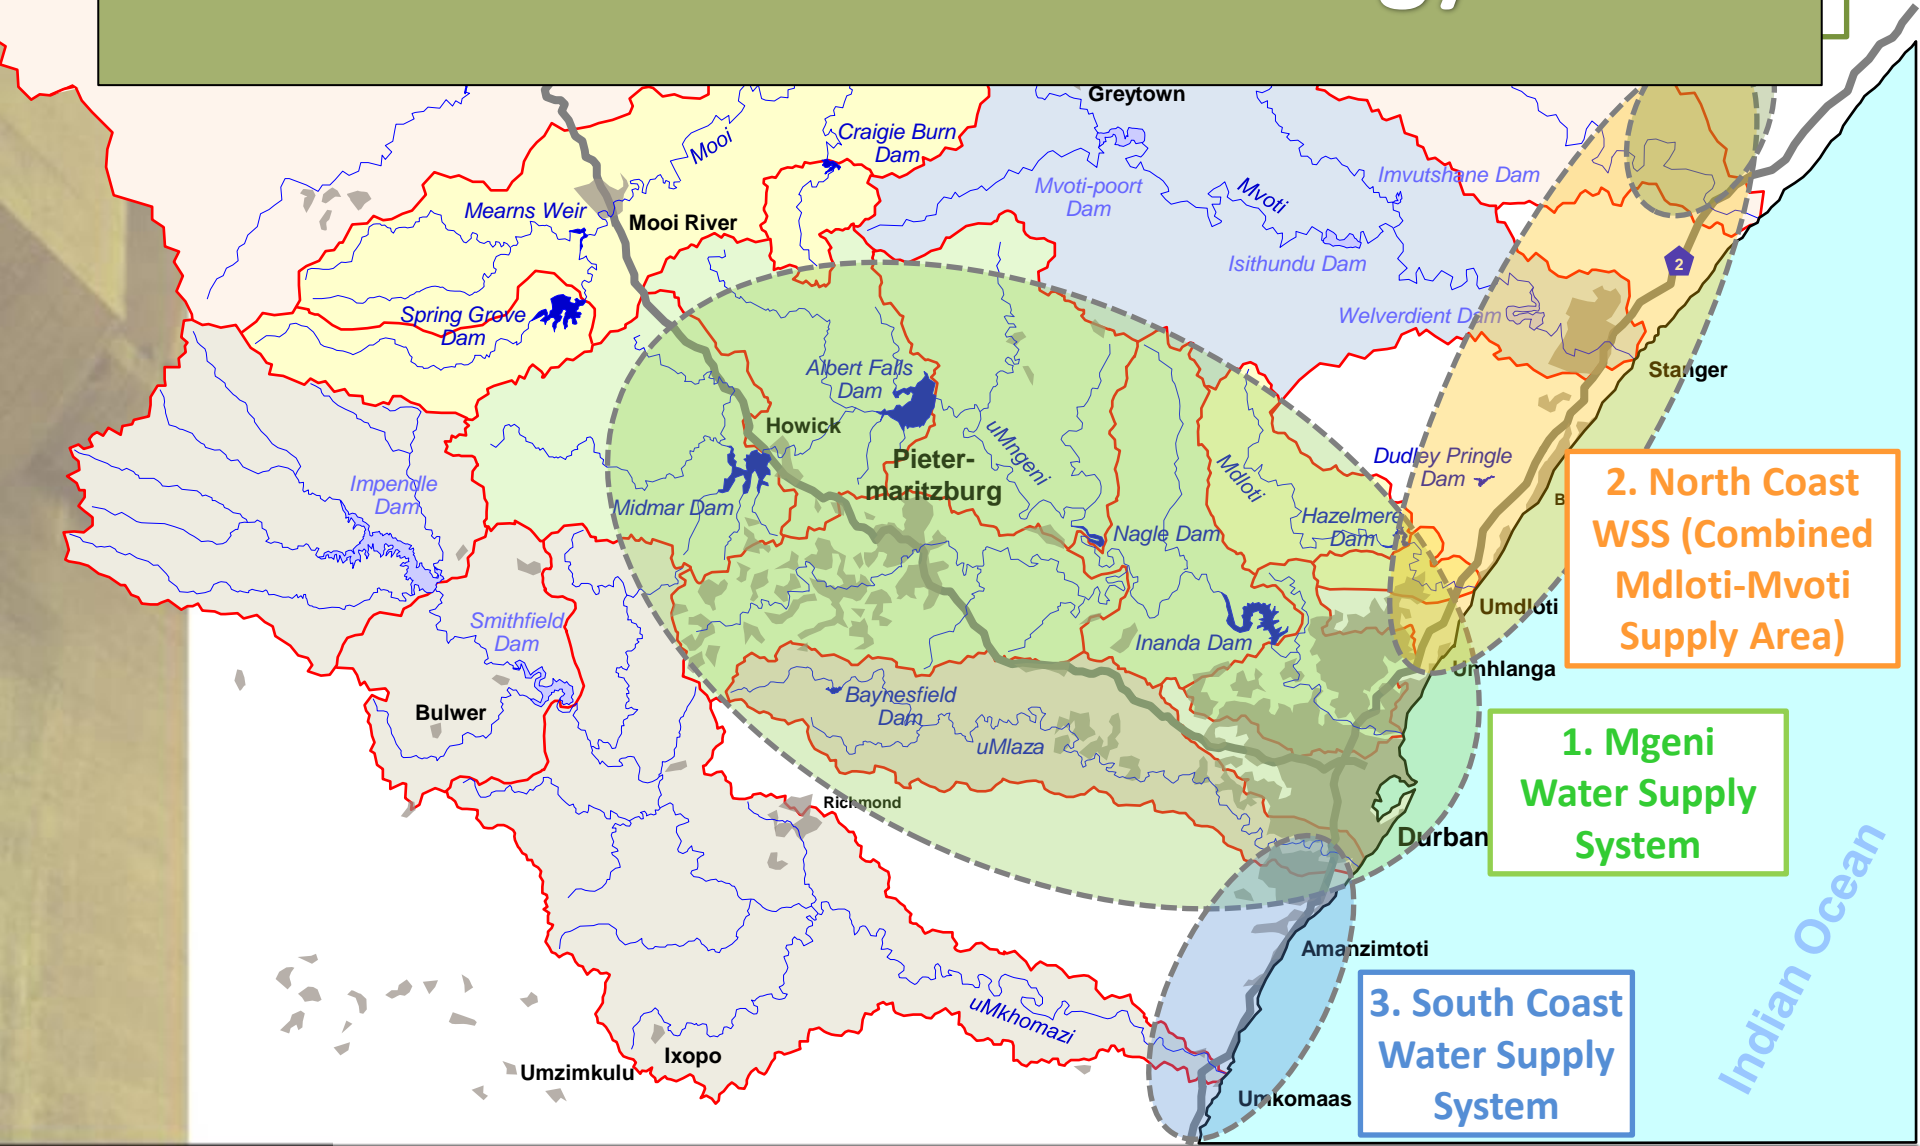 Greytown
Craigie Burn
Dam
Mooi
Mvoti-poort
Dam
Mvoti
Imvutshane Dam
Mearns Weir
Mooi River
Isithundu Dam
2
Spring Grove
Dam
Welverdient Dam
Albert Falls
Dam
Stanger
Howick
Pieter-
maritzburg
uMngeni
Mdloti
Dudley Pringle
Dam
Impendle
Dam
Midmar Dam
Nagle Dam
Hazelmere
Dam
B
2. North Coast
WSS (Combined
Mdloti-Mvoti
Supply Area)
Smithfield
Dam
Inanda Dam
Umdloti
Umhlanga
Bulwer
Baynesfield
Dam
uMlaza
1. Mgeni
Water Supply
System
Richmond
Durban
Amanzimtoti
Indian Ocean
uMkhomazi
3. South Coast
Water Supply
System
Ixopo
Umzimkulu
Umkomaas